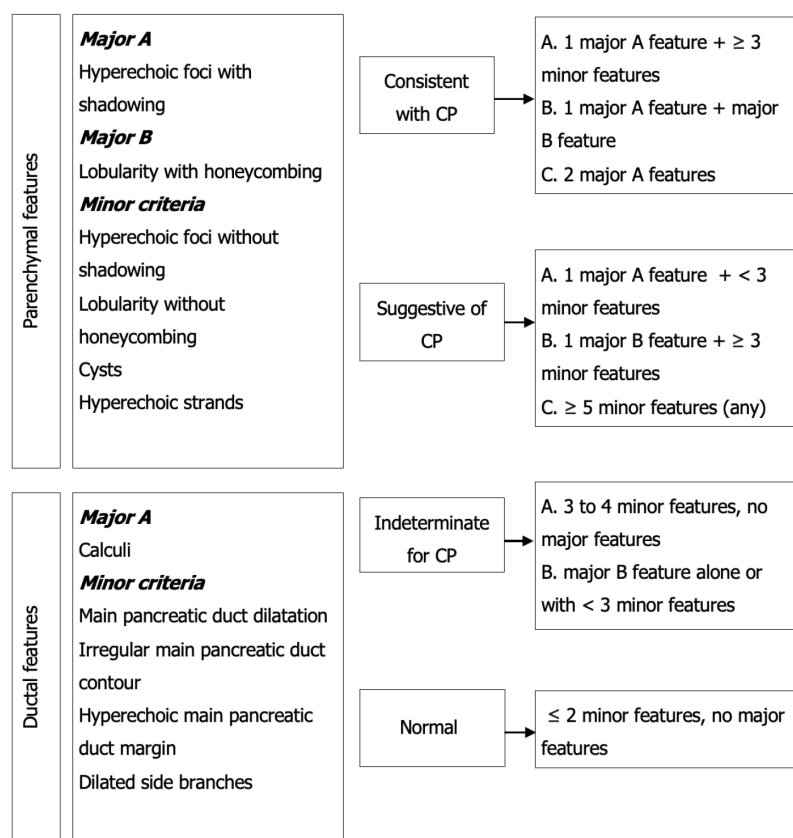 Parenchymal features
Major A
Hyperechoic foci with
shadowing
Major B
Lobularity with honeycombing
Minor criteria
Hyperechoic foci without
shadowing
Lobularity without
honeycombing
Cysts
Hyperechoic strands
Consistent
with CP
A. 1 major A feature + ≥ 3
minor features
B. 1 major A feature + major
B feature
C. 2 major A features
Suggestive of
CP
A. 1 major A feature + < 3
minor features
B. 1 major B feature + ≥ 3
minor features
C. ≥ 5 minor features (any)
Ductal features
Major A
Calculi
Minor criteria
Main pancreatic duct dilatation
Irregular main pancreatic duct
contour
Hyperechoic main pancreatic
duct margin
Dilated side branches
Indeterminate
for CP
A. 3 to 4 minor features, no
major features
B. major B feature alone or
with < 3 minor features
Normal
≤ 2 minor features, no major
features